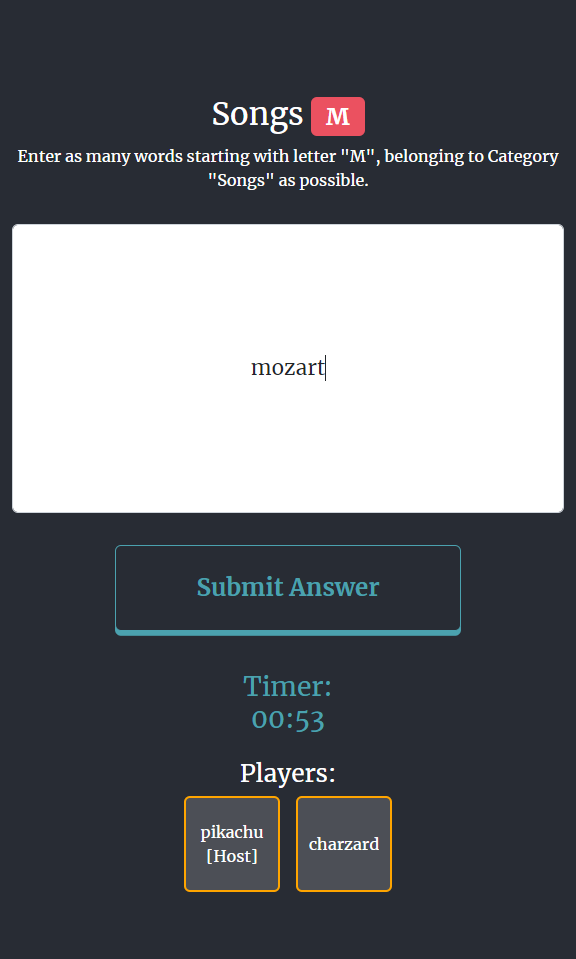 Songs M
Enter as many words starting with letter "M", belonging to Category
"Songs" as possible.
mozart
Submit Answer
Timer:
00:53
Players:
pikachu
[Host]
charzard